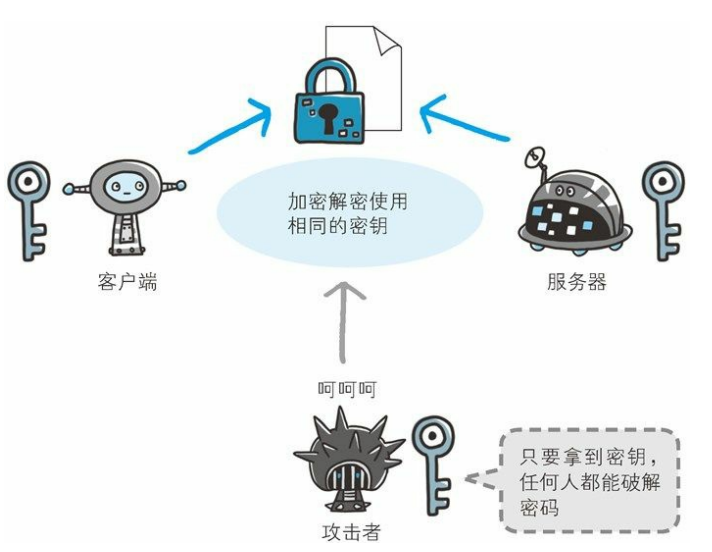 加密解密使用
相同的密钥
客户端
服务器
呵呵呵
只要拿到密钥，
任何人都能破解
密码
攻击者